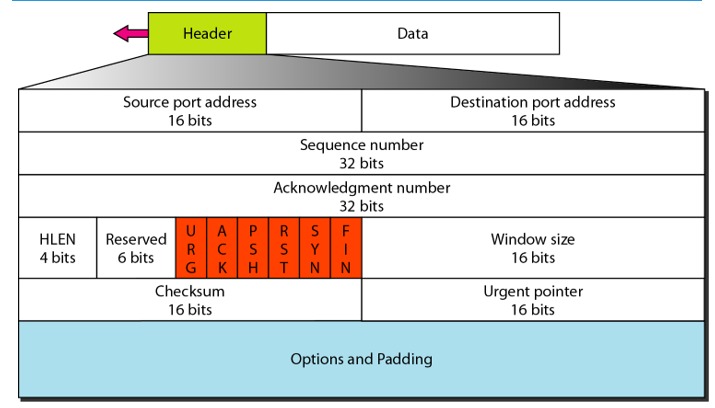 Header
Data
Source port address
16 bits
Destination port address
16 bits
Sequence number
32 bits
Acknowledgment number
32 bits
HLEN
4 bits
Reserved
6 bits
URG
ACK
PSH
RST
SYN
FIN
Window size
16 bits
Checksum
16 bits
Urgent pointer
16 bits
Options and Padding